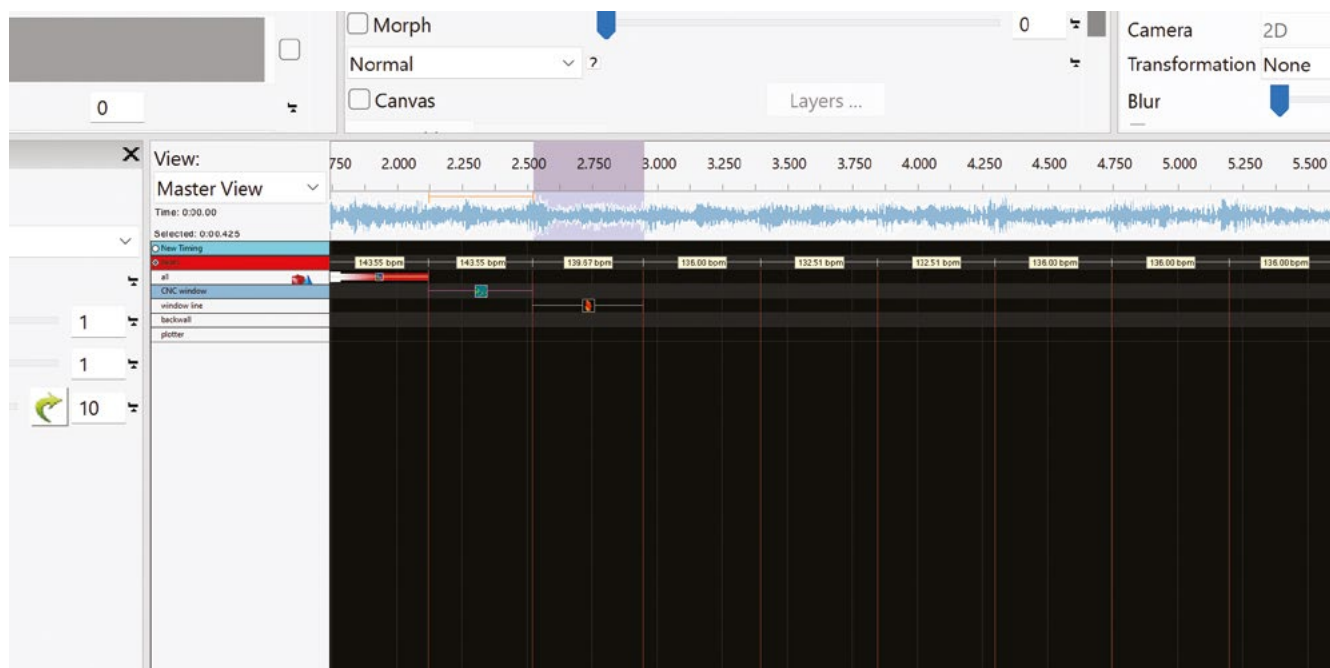 Morph 0
Normal ?
Canvas Layers ...
Camera 2D
Transformation None
Blur
0
View:
Master View
Time: 0:00.00
Selected: 0:00.425
750 2.000 2.250 2.500 2.750 3.000 3.250 3.500 3.750 4.000 4.250 4.500 4.750 5.000 5.250 5.500
New Timing
143.55 bpm 143.55 bpm 139.67 bpm 136.00 bpm 132.51 bpm 132.51 bpm 136.00 bpm 136.00 bpm 136.00 bpm
all
CNC window
window line
backwall
plotter
1
1
10